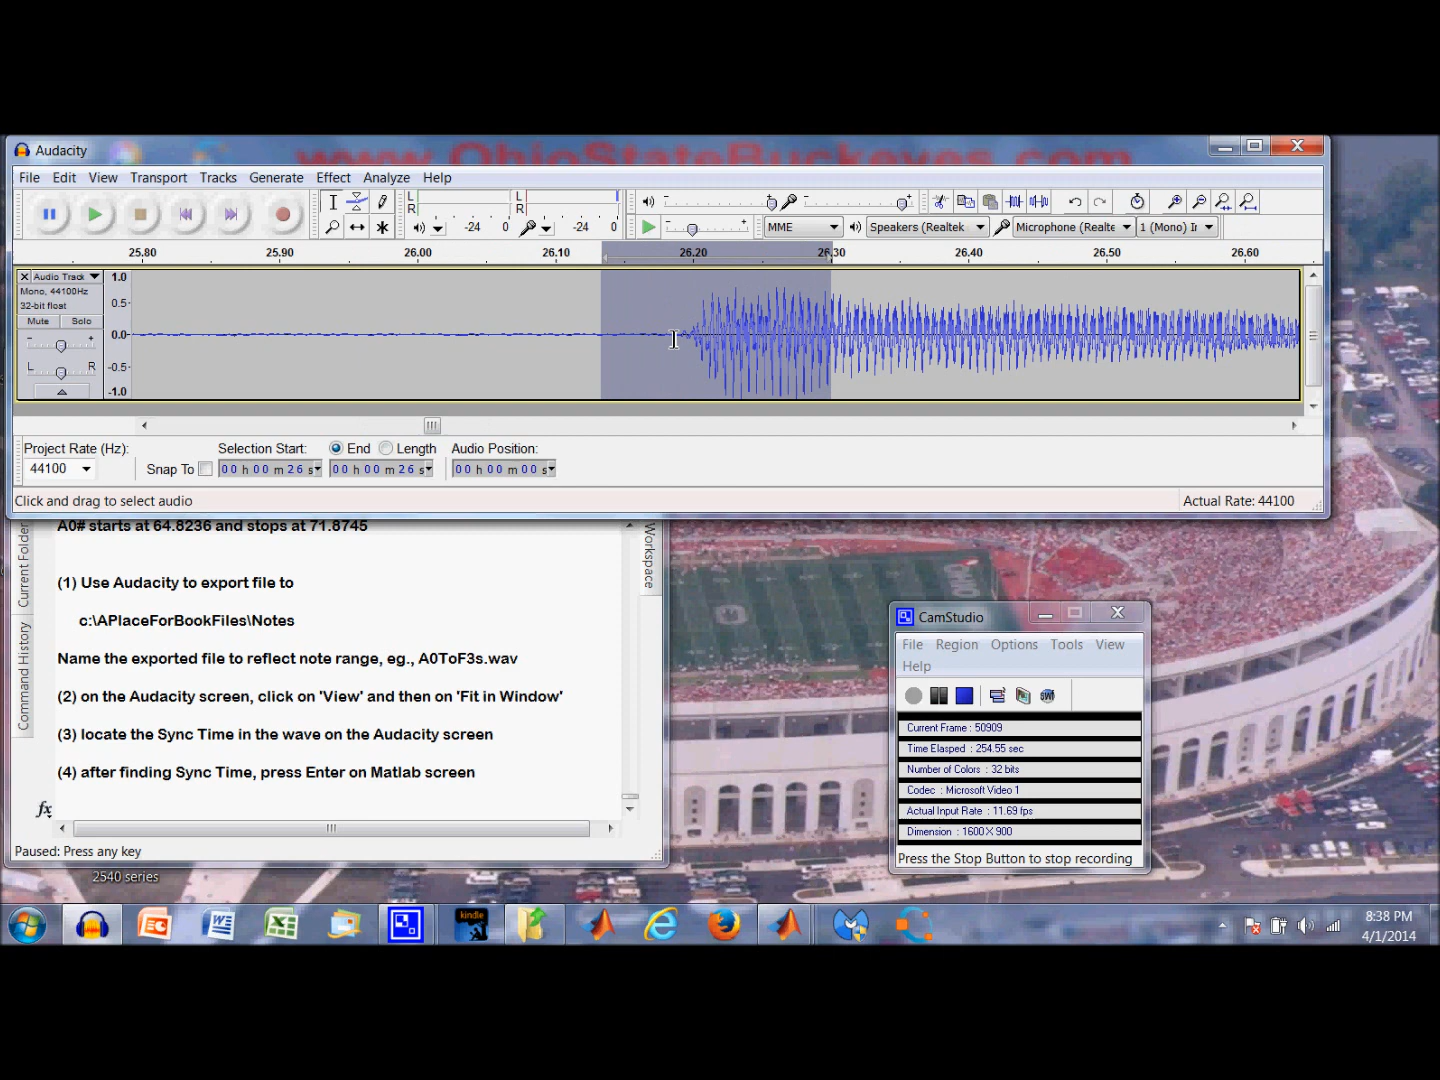 www.OhioStateBuckeyes.com
Audacity
File Edit View Transport Tracks Generate Effect Analyze Help
L
R
-24 0
L
R
-24 0
MME
Speakers (Realtek
Microphone (Realte
1 (Mono) Ir
25.80 25.90 26.00 26.10 26.20 26.30 26.40 26.50 26.60
Audio Track
Mono, 44100Hz
32-bit float
Mute Solo
- +
L R
1.0
0.5-
0.0-
-0.5-
-1.0
Project Rate (Hz):
44100
Snap To
Selection Start:
00 h 00 m 26 s
End Length
00 h 00 m 26 s
Audio Position:
00 h 00 m 00 s
Click and drag to select audio
Actual Rate: 44100
Current Folder
Command History
Workspace
A0# starts at 64.8236 and stops at 71.8745
(1) Use Audacity to export file to
c:\APlaceForBookFiles\Notes
Name the exported file to reflect note range, eg., A0ToF3s.wav
(2) on the Audacity screen, click on 'View' and then on 'Fit in Window'
(3) locate the Sync Time in the wave on the Audacity screen
(4) after finding Sync Time, press Enter on Matlab screen
fx
Paused: Press any key
2540 series
OHIO
CamStudio
File Region Options Tools View
Help
Current Frame : 50909
Time Elasped : 254.55 sec
Number of Colors : 32 bits
Codec : Microsoft Video 1
Actual Input Rate : 11.69 fps
Dimension : 1600 X 900
Press the Stop Button to stop recording
kindle
8:38 PM
4/1/2014